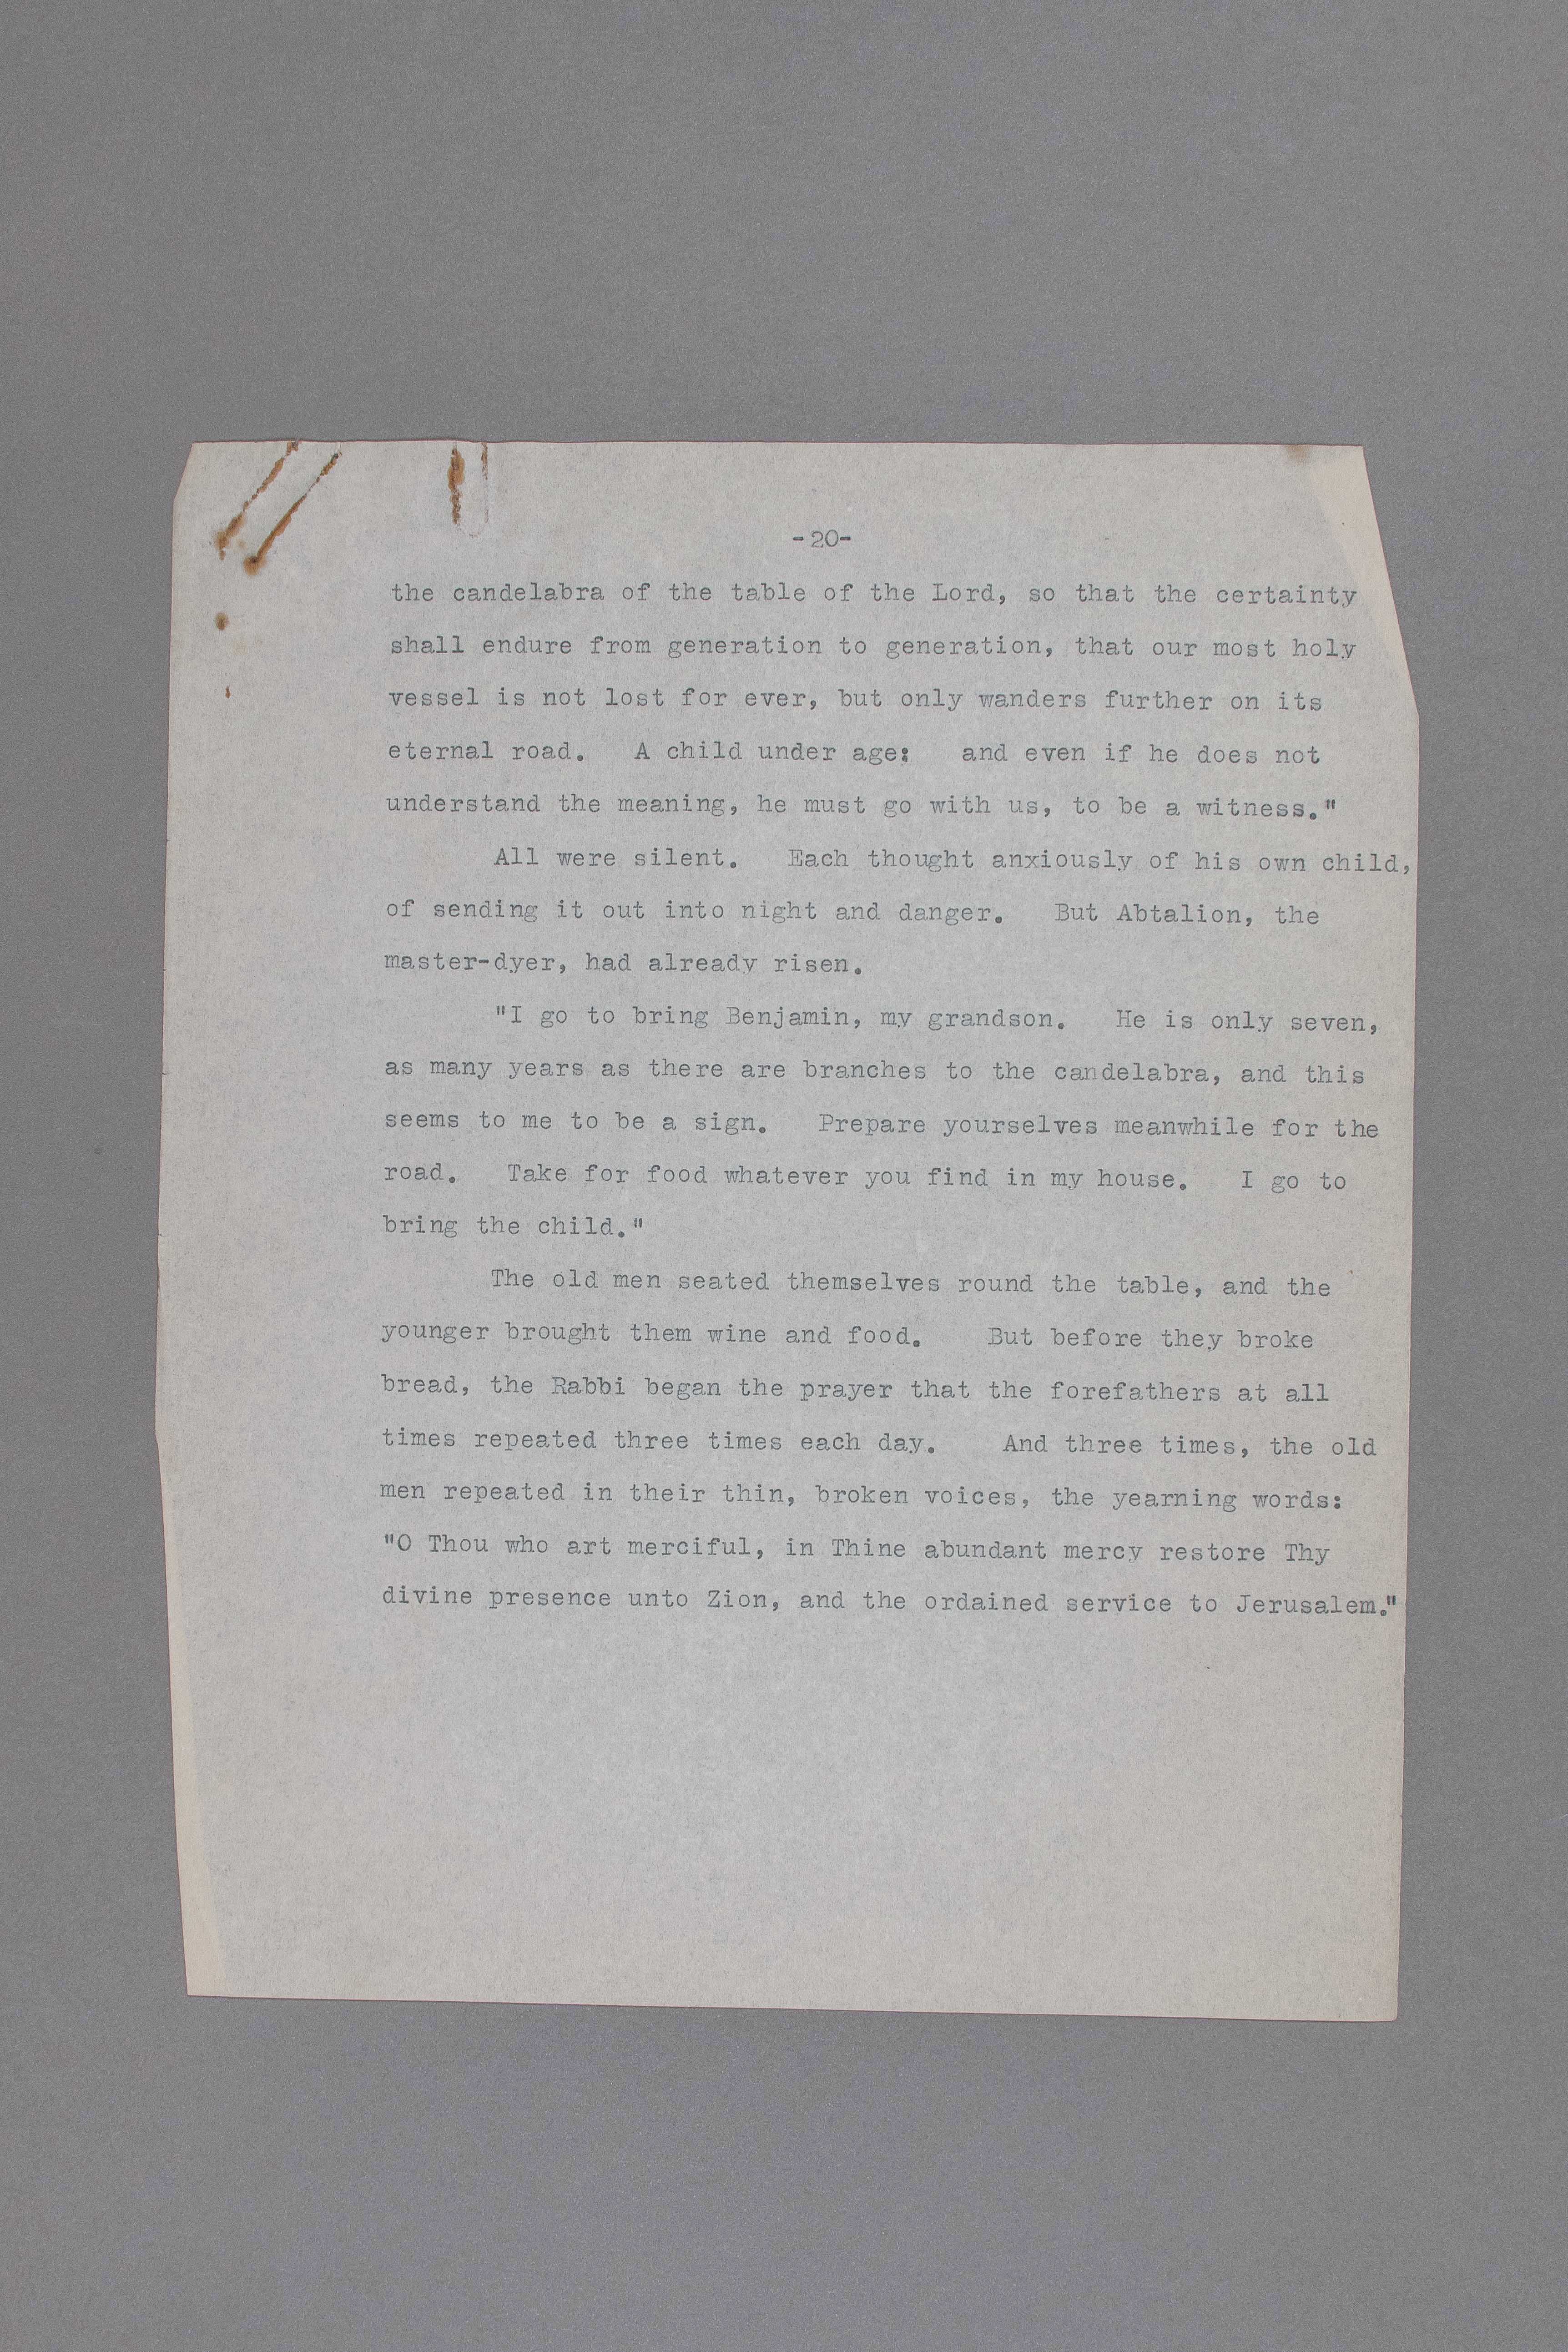 -20-
the candelabra of the table of the Lord, so that the certainty
shall endure from generation to generation, that our most holy
vessel is not lost for ever, but only wanders further on its
eternal road. A child under age: and even if he does not
understand the meaning, he must go with us, to be a witness."
All were silent. Each thought anxiously of his own child,
of sending it out into night and danger. But Abtalion, the
master-dyer, had already risen.
"I go to bring Benjamin, my grandson. He is only seven,
as many years as there are branches to the candelabra, and this
seems to me to be a sign. Prepare yourselves meanwhile for the
road. Take for food whatever you find in my house. I go to
bring the child."
The old men seated themselves round the table, and the
younger brought them wine and food. But before they broke
bread, the Rabbi began the prayer that the forefathers at all
times repeated three times each day. And three times, the old
men repeated in their thin, broken voices, the yearning words:
"O Thou who art merciful, in Thine abundant mercy restore Thy
divine presence unto Zion, and the ordained service to Jerusalem."